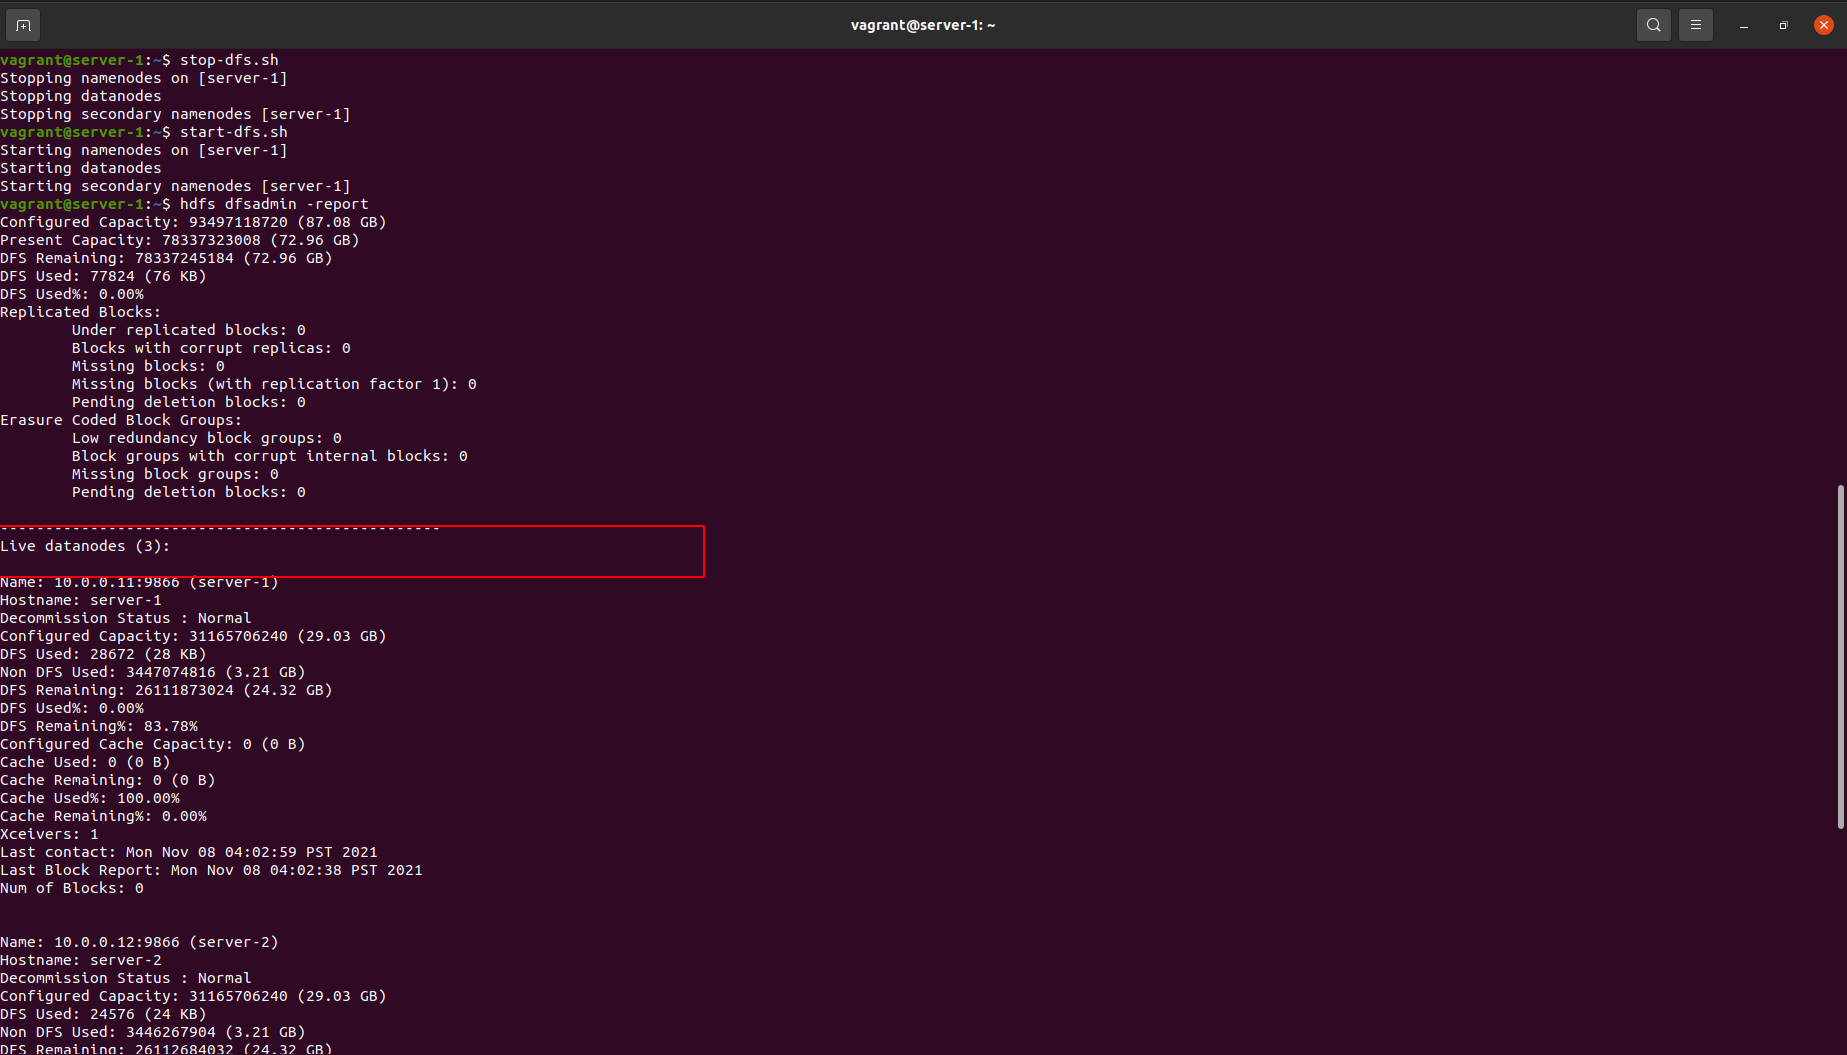 vagrant@server-1: ~
vagrant@server-1:~$ stop-dfs.sh
Stopping namenodes on [server-1]
Stopping datanodes
Stopping secondary namenodes [server-1]
vagrant@server-1:~$ start-dfs.sh
Starting namenodes on [server-1]
Starting datanodes
Starting secondary namenodes [server-1]
vagrant@server-1:~$ hdfs dfsadmin -report
Configured Capacity: 93497118720 (87.08 GB)
Present Capacity: 78337323008 (72.96 GB)
DFS Remaining: 78337245184 (72.96 GB)
DFS Used: 77824 (76 KB)
DFS Used%: 0.00%
Replicated Blocks:
Under replicated blocks: 0
Blocks with corrupt replicas: 0
Missing blocks: 0
Missing blocks (with replication factor 1): 0
Pending deletion blocks: 0
Erasure Coded Block Groups:
Low redundancy block groups: 0
Block groups with corrupt internal blocks: 0
Missing block groups: 0
Pending deletion blocks: 0
-------------------------------------------------
Live datanodes (3):
Name: 10.0.0.11:9866 (server-1)
Hostname: server-1
Decommission Status : Normal
Configured Capacity: 31165706240 (29.03 GB)
DFS Used: 28672 (28 KB)
Non DFS Used: 3447074816 (3.21 GB)
DFS Remaining: 26111873024 (24.32 GB)
DFS Used%: 0.00%
DFS Remaining%: 83.78%
Configured Cache Capacity: 0 (0 B)
Cache Used: 0 (0 B)
Cache Remaining: 0 (0 B)
Cache Used%: 100.00%
Cache Remaining%: 0.00%
Xceivers: 1
Last contact: Mon Nov 08 04:02:59 PST 2021
Last Block Report: Mon Nov 08 04:02:38 PST 2021
Num of Blocks: 0
Name: 10.0.0.12:9866 (server-2)
Hostname: server-2
Decommission Status : Normal
Configured Capacity: 31165706240 (29.03 GB)
DFS Used: 24576 (24 KB)
Non DFS Used: 3446267904 (3.21 GB)
DFS Remaining: 26112684032 (24.32 GB)